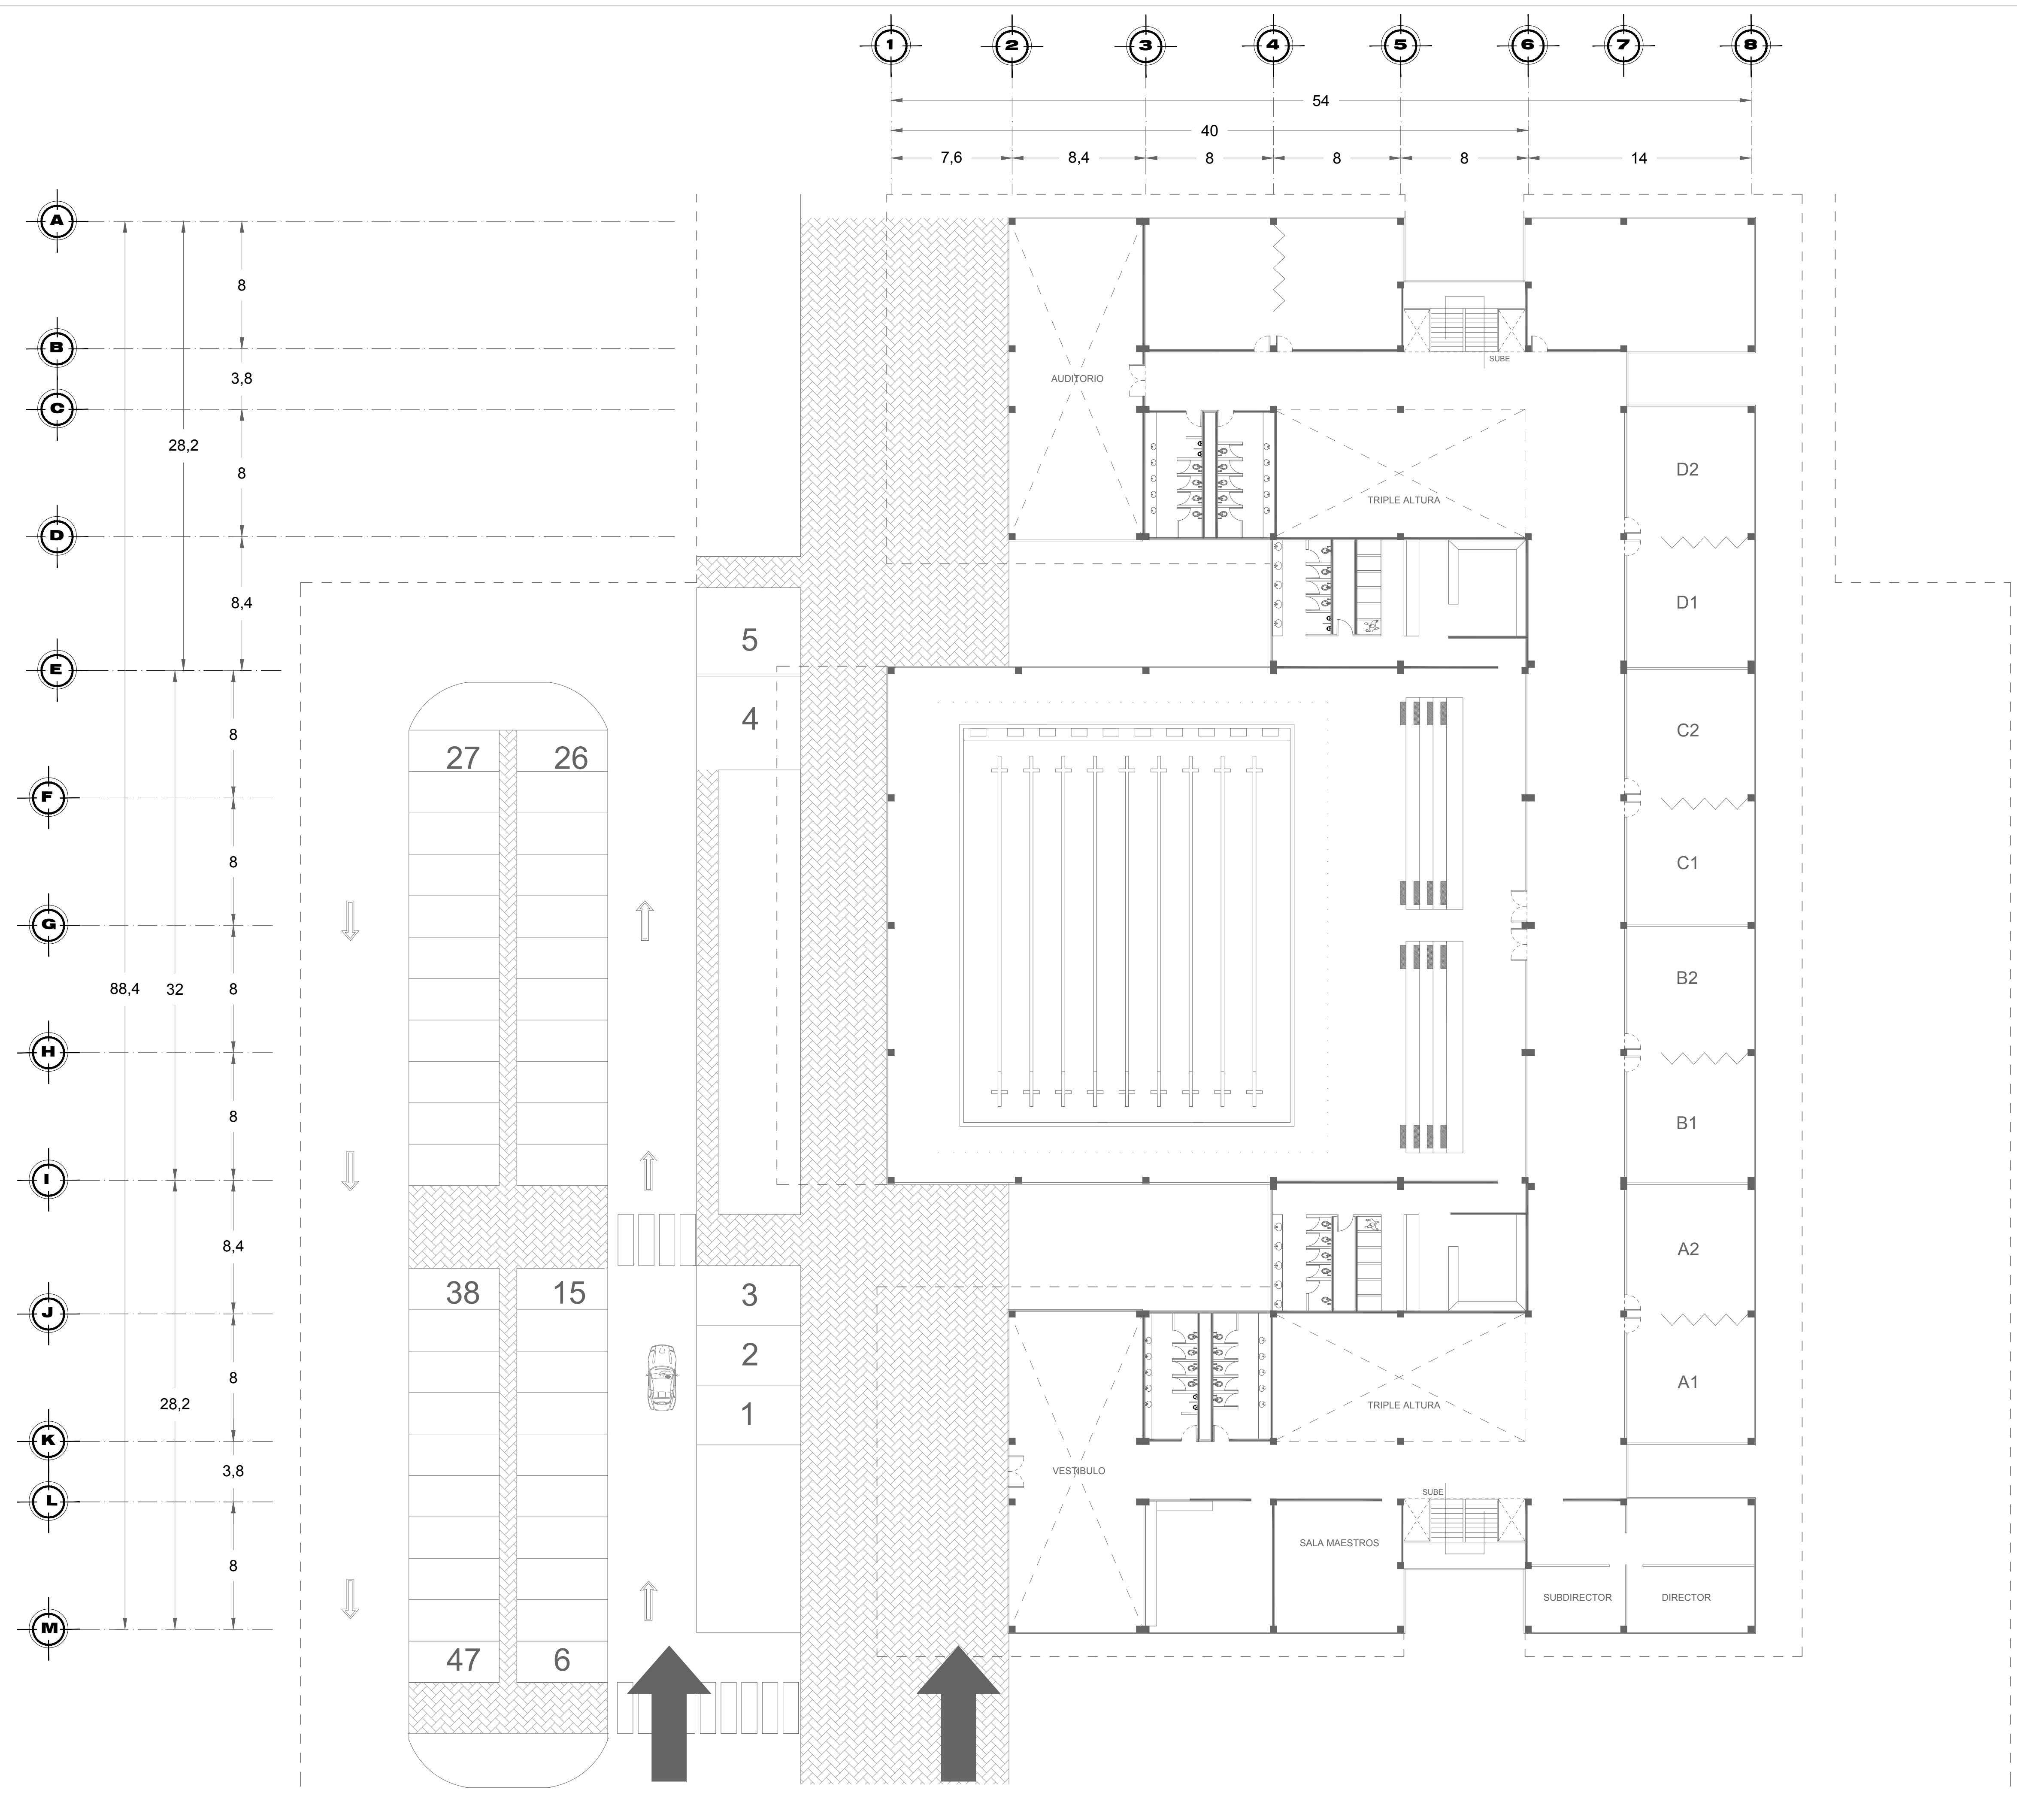 1 2 3 4 5 6 7 8
54
40
7,6 8,4 8 8 8 14
A
8
B
3,8
SUBE
C
AUDITORIO
28,2
8
D2
TRIPLE ALTURA
D
8,4
D1
5
E
4
8
C2
27 26
F
8
C1
G
8
B2
88,4 32
H
8
B1
I
8,4
A2
38 15 3
J
2
8
A1
28,2
1
TRIPLE ALTURA
K
3,8
VESTIBULO
SUBE
L
SALA MAESTROS
8
SUBDIRECTOR DIRECTOR
M
47 6